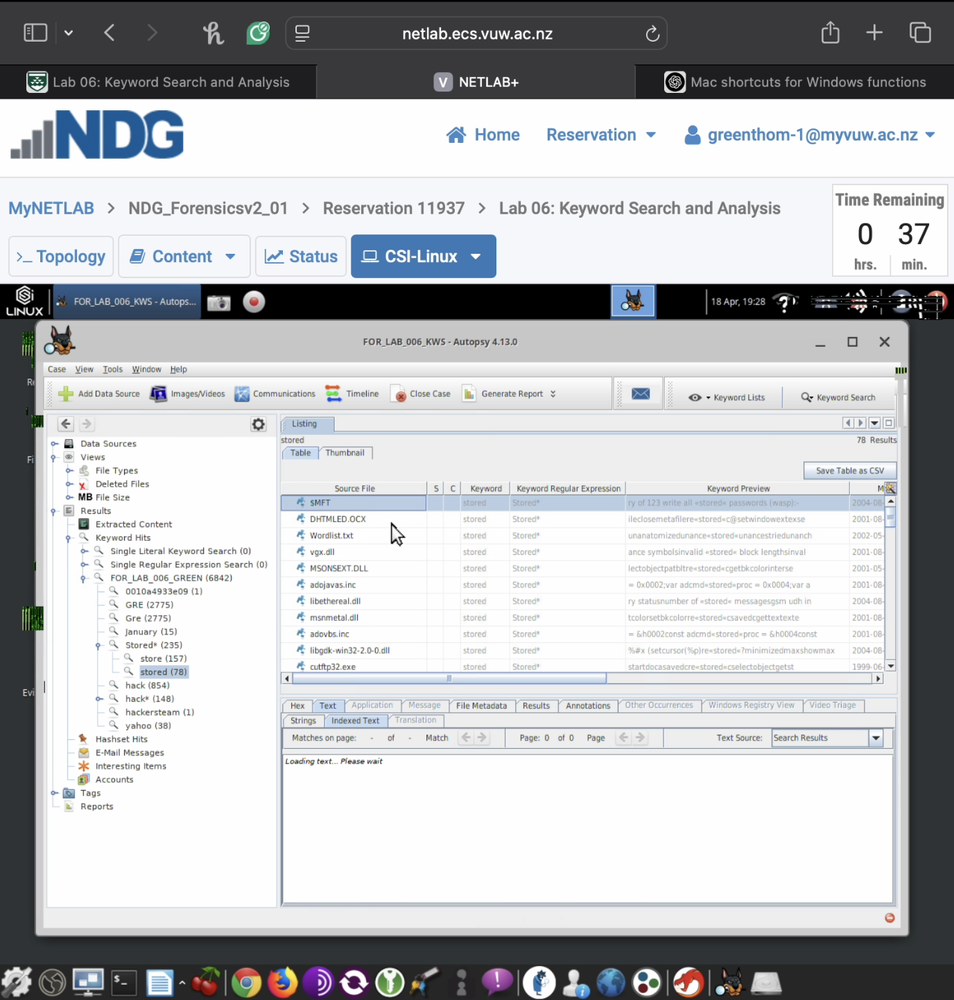 netlab.ecs.vuw.ac.nz
Lab 06: Keyword Search and Analysis
V NETLAB+
Mac shortcuts for Windows functions
NDG
Home Reservation greenthom-1@myvuw.ac.nz
MyNETLAB > NDG_Forensicsv2_01 > Reservation 11937 > Lab 06: Keyword Search and Analysis
Time Remaining
0 37
hrs. min.
>_ Topology Content Status CSI-Linux
LINUX FOR_LAB_006_KWS - Autops... 18 Apr, 19:28
FOR_LAB_006_KWS - Autopsy 4.13.0
Case View Tools Window Help
Add Data Source Images/Videos Communications Timeline Close Case Generate Report Keyword Lists Keyword Search
Re
Fi
Evi
Data Sources
Views
File Types
Deleted Files
MB File Size
Results
Extracted Content
Keyword Hits
Single Literal Keyword Search (0)
Single Regular Expression Search (0)
FOR_LAB_006_GREEN (6842)
0010a4933e09 (1)
GRE (2775)
Gre (2775)
January (15)
Stored* (235)
store (157)
stored (78)
hack (854)
hack* (148)
hackersteam (1)
yahoo (38)
Hashset Hits
E-Mail Messages
Interesting Items
Accounts
Tags
Reports
Listing
stored 78 Results
Table Thumbnail
Save Table as CSV
Source File S C Keyword Keyword Regular Expression Keyword Preview M
$MFT stored Stored* ry of 123 write all «stored« passwords (wasp):- 2004-08-
DHTMLED.OCX stored Stored* ileclosemetafilere«stored«c@setwindowextexse 2001-08-
Wordlist.txt stored Stored* unanatomizedunance«stored«unancestriedunanch 2002-05-
vgx.dll stored Stored* ance symbolsinvalid «stored« block lengthsinval 2001-08-
MSONSEXT.DLL stored Stored* lectobjectpatbltre«stored«cgetbkcolorinterse 2001-05-
adojavas.inc stored Stored* = 0x0002;var adcmd«stored«proc = 0x0004;var a 2001-08-
libethereal.dll stored Stored* ry statusnumber of «stored« messagesgsm udh in 2004-08-
msnmetal.dll stored Stored* tcolorsetbkcolorre«stored«csavedcgettextexte 2001-08-
adovbs.inc stored Stored* = &h0002const adcmd«stored«proc = &h0004const 2001-08-
libgdk-win32-2.0-0.dll stored Stored* %#x (setcursor(%p)re«stored«?minimizedmaxshowmax 2004-08-
cutftp32.exe stored Stored* startdocasavedcre«stored«cselectobjectgetst 1999-06-
Hex Text Application Message File Metadata Results Annotations Other Occurrences Windows Registry View Video Triage
Strings Indexed Text Translation
Matches on page: - of - Match Page: 0 of 0 Page Text Source: Search Results
Loading text... Please wait